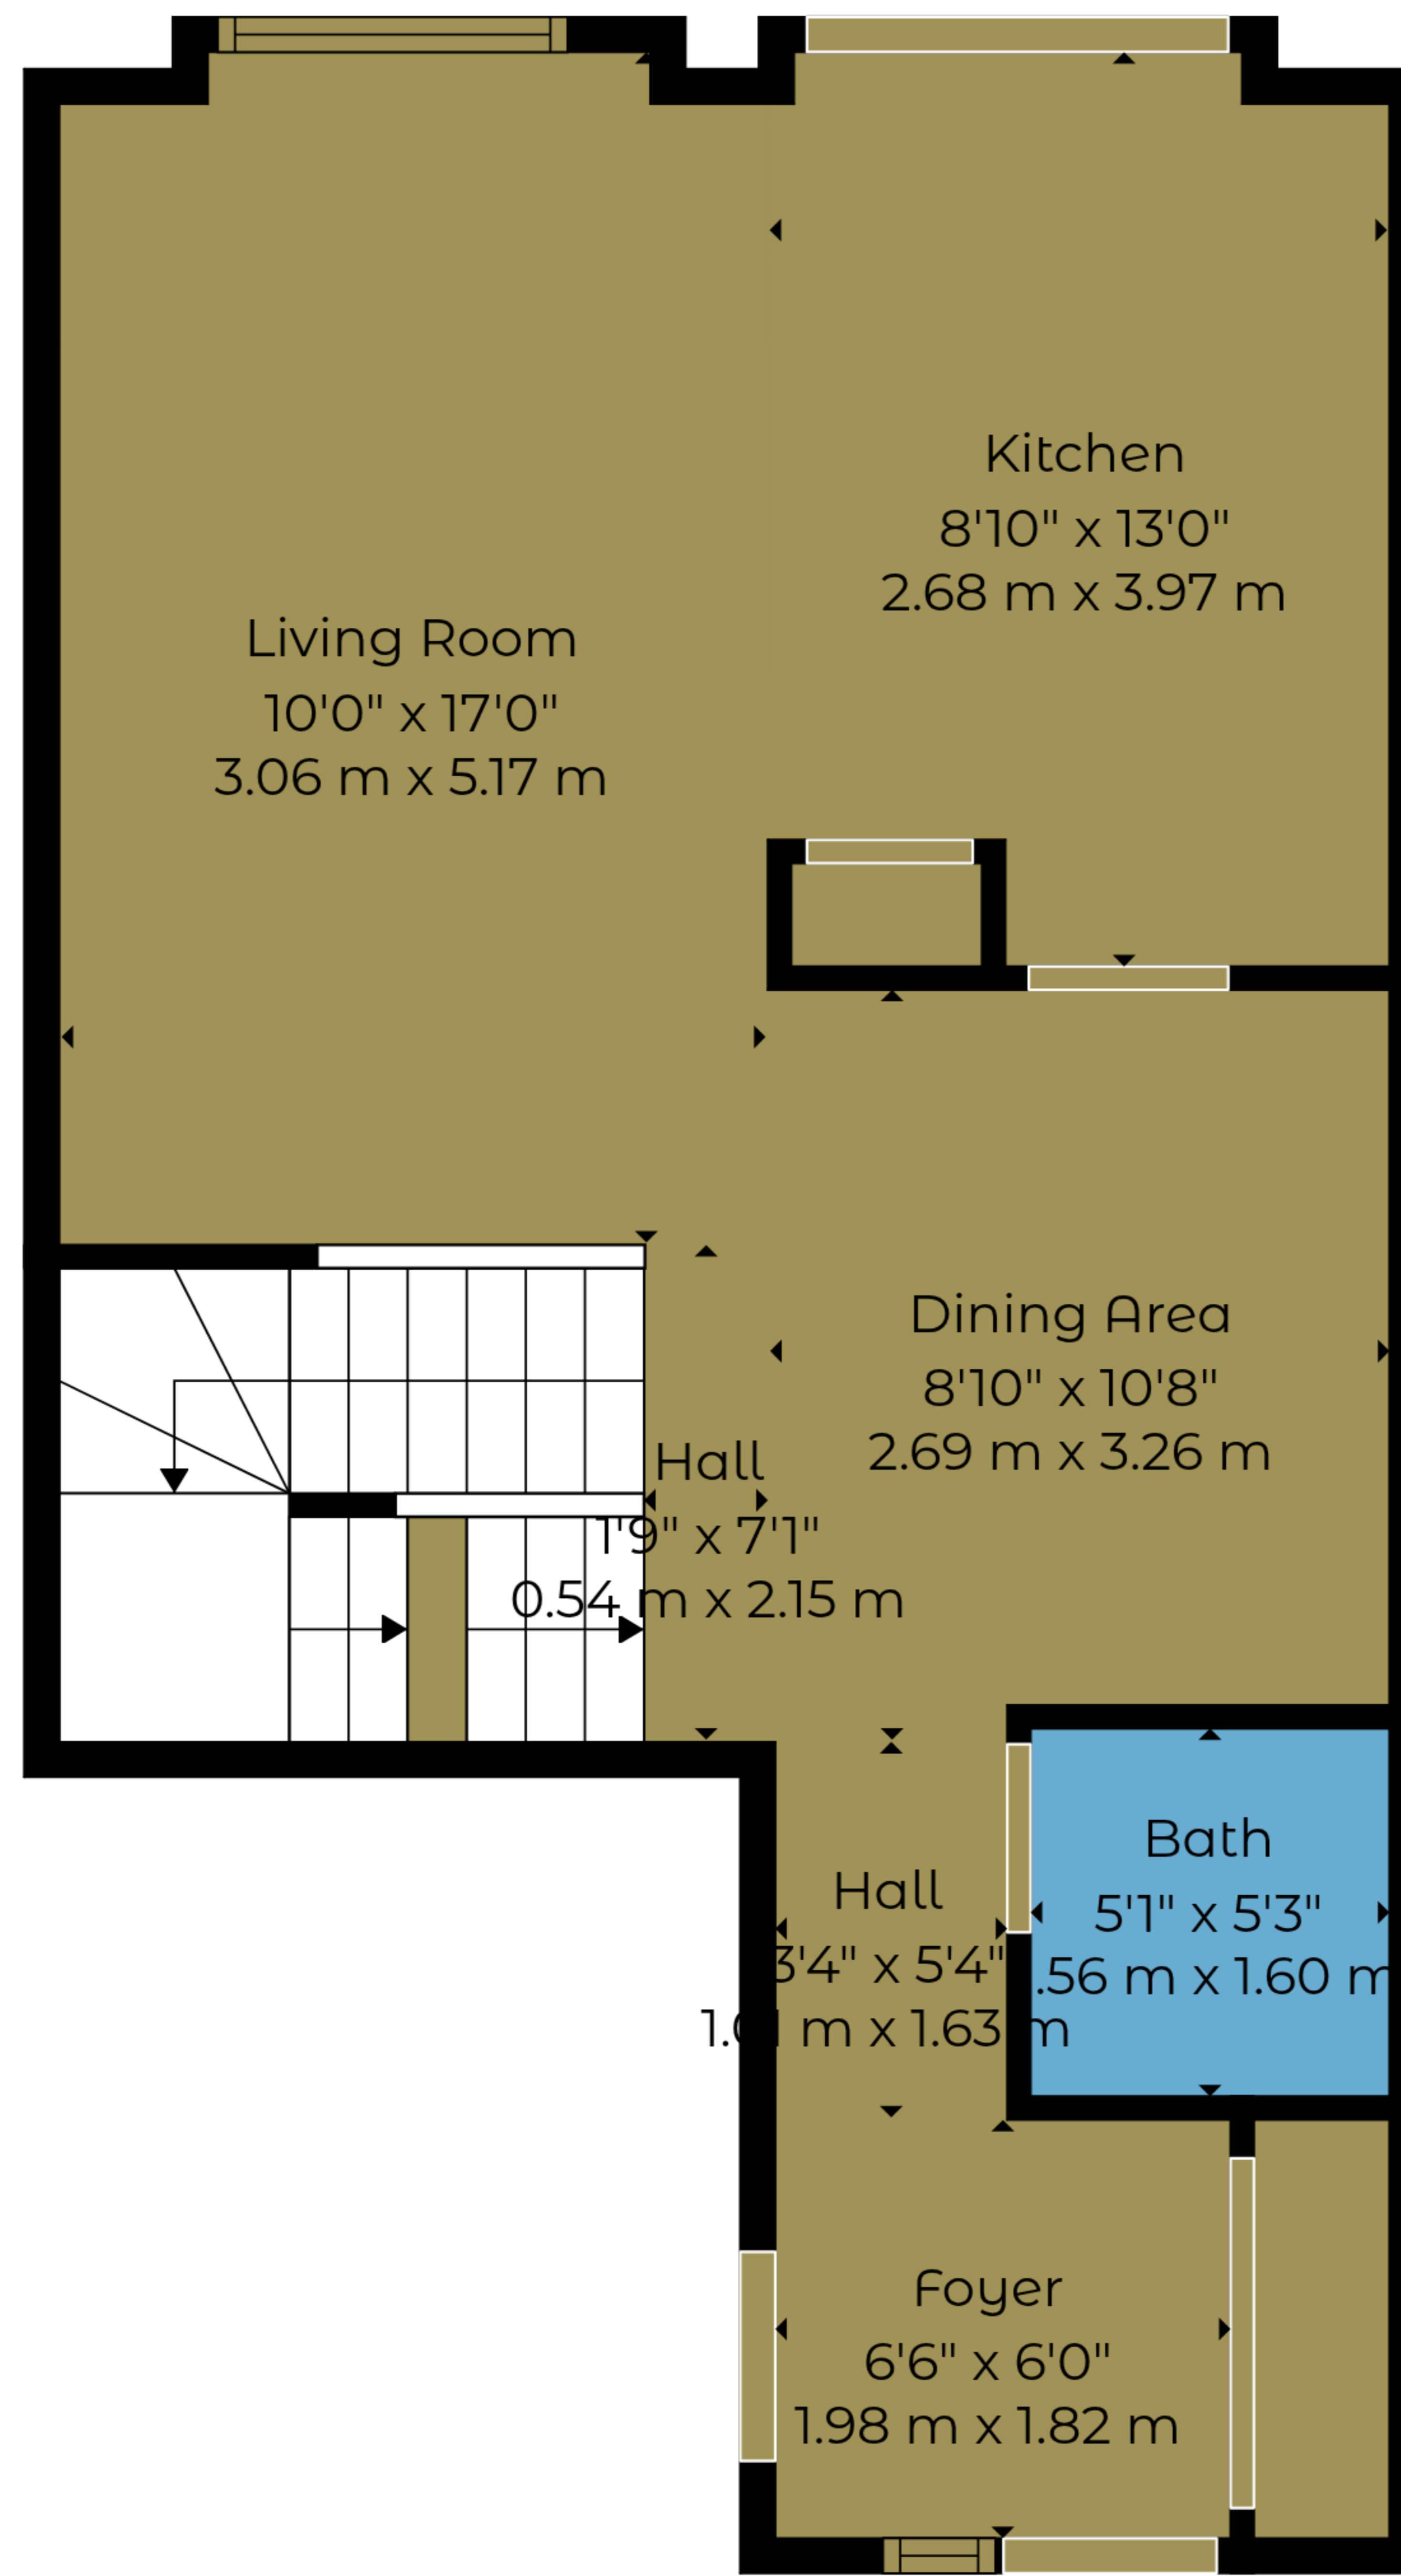 Kitchen
8'10" x 13'0"
2.68 m x 3.97 m
Living Room
10'0" x 17'0"
3.06 m x 5.17 m
Dining Area
8'10" x 10'8"
2.69 m x 3.26 m
Hall
1'9" x 7'1"
0.54 m x 2.15 m
Bath
5'1" x 5'3"
.56 m x 1.60 m
Hall
3'4" x 5'4"
m x 1.63 m
Foyer
6'6" x 6'0"
1.98 m x 1.82 m